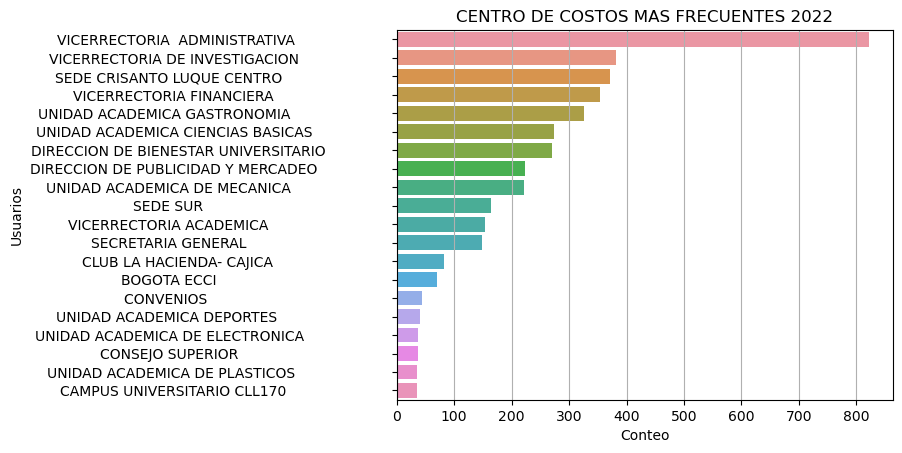 CENTRO DE COSTOS MAS FRECUENTES 2022
Usuarios
VICERRECTORIA  ADMINISTRATIVA
VICERRECTORIA DE INVESTIGACION
SEDE CRISANTO LUQUE CENTRO
VICERRECTORIA FINANCIERA
UNIDAD ACADEMICA GASTRONOMIA
UNIDAD ACADEMICA CIENCIAS BASICAS
DIRECCION DE BIENESTAR UNIVERSITARIO
DIRECCION DE PUBLICIDAD Y MERCADEO
UNIDAD ACADEMICA DE MECANICA
SEDE SUR
VICERRECTORIA ACADEMICA
SECRETARIA GENERAL
CLUB LA HACIENDA- CAJICA
BOGOTA ECCI
CONVENIOS
UNIDAD ACADEMICA DEPORTES
UNIDAD ACADEMICA DE ELECTRONICA
CONSEJO SUPERIOR
UNIDAD ACADEMICA DE PLASTICOS
CAMPUS UNIVERSITARIO CLL170
0 100 200 300 400 500 600 700 800
Conteo